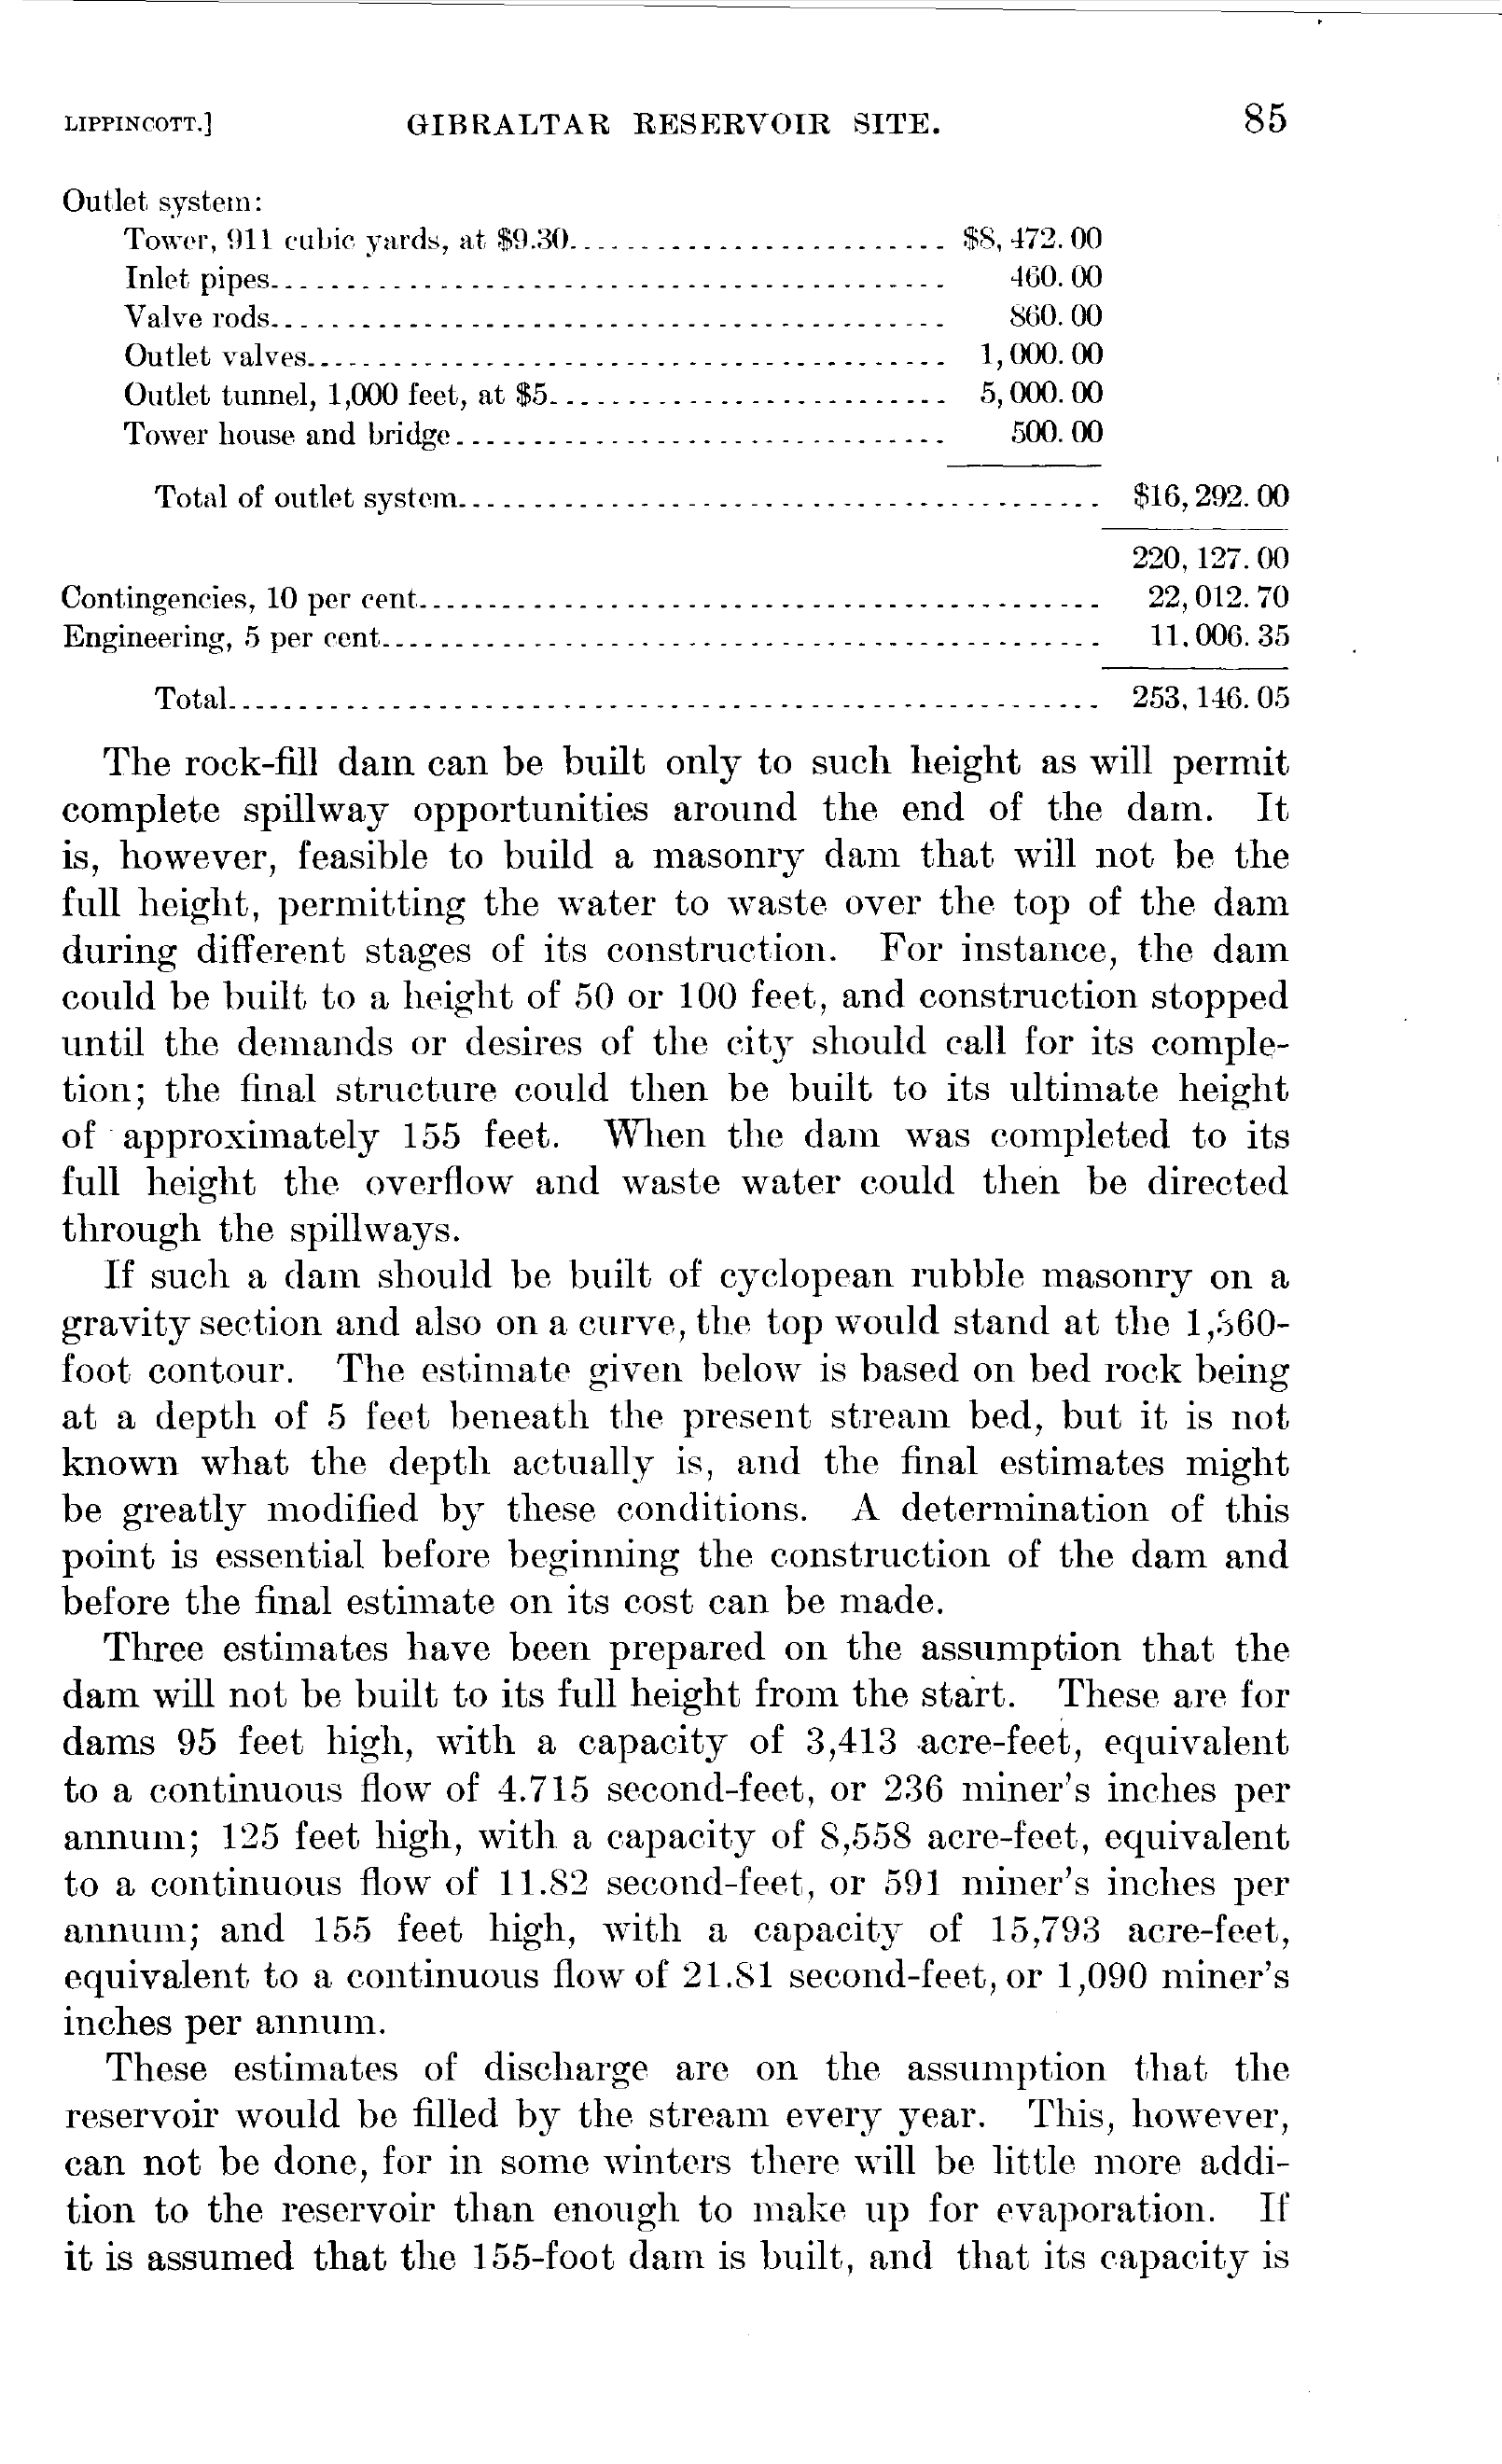 LIPPINCOTT.] GIBRALTAR RESERVOIR SITE. 85
Outlet system:
Tower, 911 cubic yards, at $9.30. $8,472.00
Inlet pipes. 460.00
Valve rods. 860.00
Outlet valves. 1,000.00
Outlet tunnel, 1,000 feet, at $5. 5,000.00
Tower house and bridge. 500.00
Total of outlet system. $16,292.00
220,127.00
Contingencies, 10 per cent. 22,012.70
Engineering, 5 per cent. 11,006.35
Total. 253,146.05
The rock-fill dam can be built only to such height as will permit
complete spillway opportunities around the end of the dam. It
is, however, feasible to build a masonry dam that will not be the
full height, permitting the water to waste over the top of the dam
during different stages of its construction. For instance, the dam
could be built to a height of 50 or 100 feet, and construction stopped
until the demands or desires of the city should call for its comple-
tion; the final structure could then be built to its ultimate height
of approximately 155 feet. When the dam was completed to its
full height the overflow and waste water could then be directed
through the spillways.
If such a dam should be built of cyclopean rubble masonry on a
gravity section and also on a curve, the top would stand at the
foot contour. The estimate given below is based on bed rock being
at a depth of 5 feet beneath the present stream bed, but it is not
known what the depth actually is, and the final estimates might
be greatly modified by these conditions. A determination of this
point is essential before beginning the construction of the dam and
before the final estimate on its cost can be made.
Three estimates have been prepared on the assumption that the
dam will not be built to its full height from the start. These are for
dams 95 feet high, with a capacity of 3,413 acre-feet, equivalent
to a continuous flow of 4.715 second-feet, or 236 miner's inches per
annum; 125 feet high, with a capacity of 8,558 acre-feet, equivalent
to a continuous flow of 11.82 second-feet, or 591 miner's inches per
annum; and 155 feet high, with a capacity of 15,793 acre-feet,
equivalent to a continuous flow of 21.81 second-feet, or 1,090 miner's
inches per annum.
These estimates of discharge are on the assumption that the
reservoir would be filled by the stream every year. This, however,
can not be done, for in some winters there will be little more addi-
tion to the reservoir than enough to make up for evaporation. If
it is assumed that the 155-foot dam is built, and that its capacity is